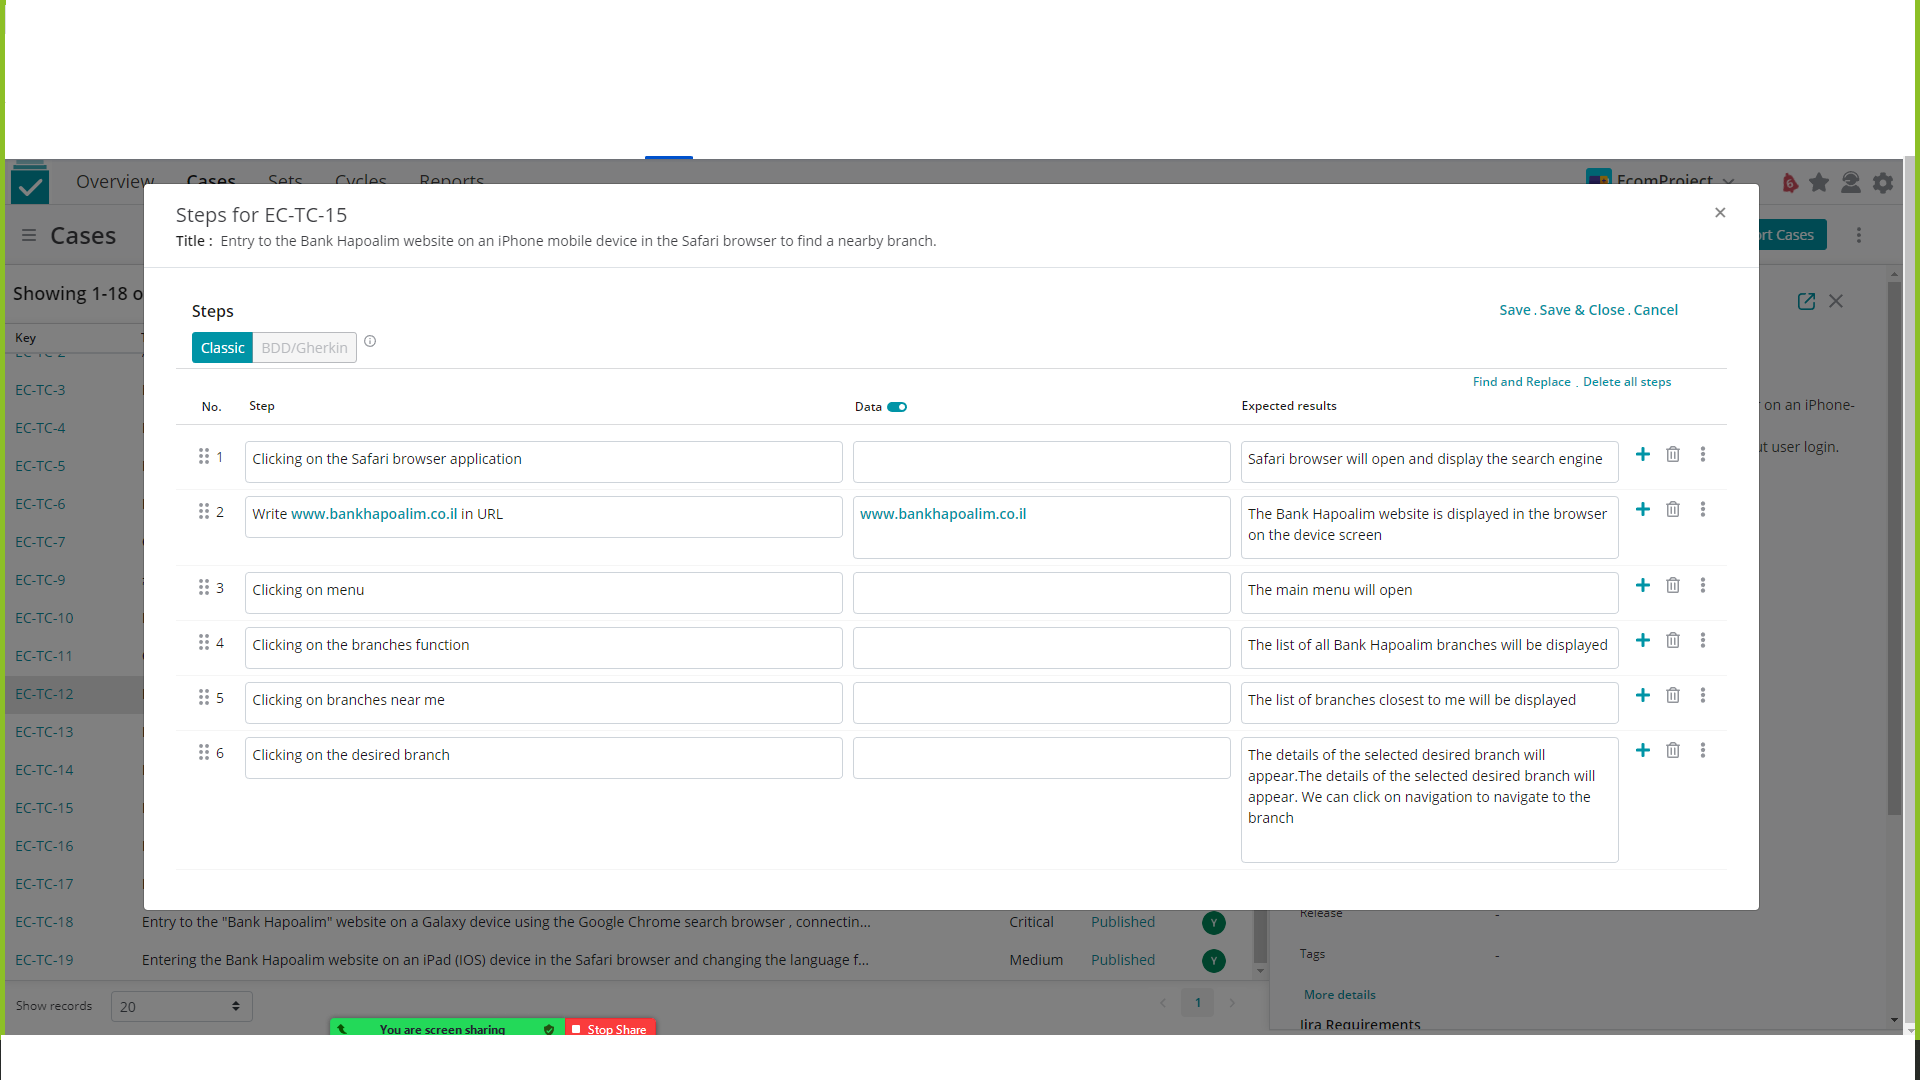 Overview Cases Sets Cycles Reports EcomProject
6
Cases
rt Cases
Showing 1-18 o
Key
EC-TC-3
EC-TC-4
EC-TC-5
EC-TC-6
EC-TC-7
EC-TC-9
EC-TC-10
EC-TC-11
EC-TC-12
EC-TC-13
EC-TC-14
EC-TC-15
EC-TC-16
EC-TC-17
Steps for EC-TC-15
Title : Entry to the Bank Hapoalim website on an iPhone mobile device in the Safari browser to find a nearby branch.
Steps
Save . Save & Close . Cancel
Classic BDD/Gherkin
Find and Replace . Delete all steps
No. Step Data Expected results
1 Clicking on the Safari browser application Safari browser will open and display the search engine
2 Write www.bankhapoalim.co.il in URL www.bankhapoalim.co.il The Bank Hapoalim website is displayed in the browser
on the device screen
3 Clicking on menu The main menu will open
4 Clicking on the branches function The list of all Bank Hapoalim branches will be displayed
5 Clicking on branches near me The list of branches closest to me will be displayed
6 Clicking on the desired branch The details of the selected desired branch will
appear.The details of the selected desired branch will
appear. We can click on navigation to navigate to the
branch
on an iPhone-
ut user login.
EC-TC-18 Entry to the "Bank Hapoalim" website on a Galaxy device using the Google Chrome search browser , connectin... Critical Published Y
EC-TC-19 Entering the Bank Hapoalim website on an iPad (IOS) device in the Safari browser and changing the language f... Medium Published Y
Release -
Tags -
More details
Jira Requirements
Show records 20 1
You are screen sharing Stop Share